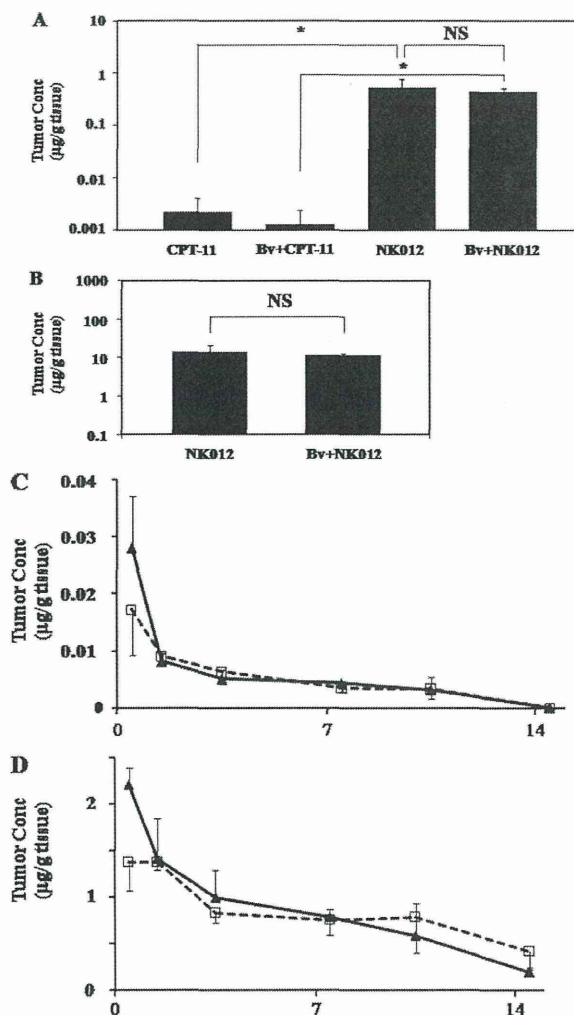 A
10
1
0.1
0.01
0.001
Tumor Conc
(µg/g tissue)
*
NS
*
CPT-11
Bv+CPT-11
NK012
Bv+NK012
B
1000
100
10
1
0.1
Tumor Conc
(µg/g tissue)
NS
NK012
Bv+NK012
C
0.04
0.03
0.02
0.01
0
Tumor Conc
(µg/g tissue)
0
7
14
D
2
1
0
Tumor Conc
(µg/g tissue)
0
7
14